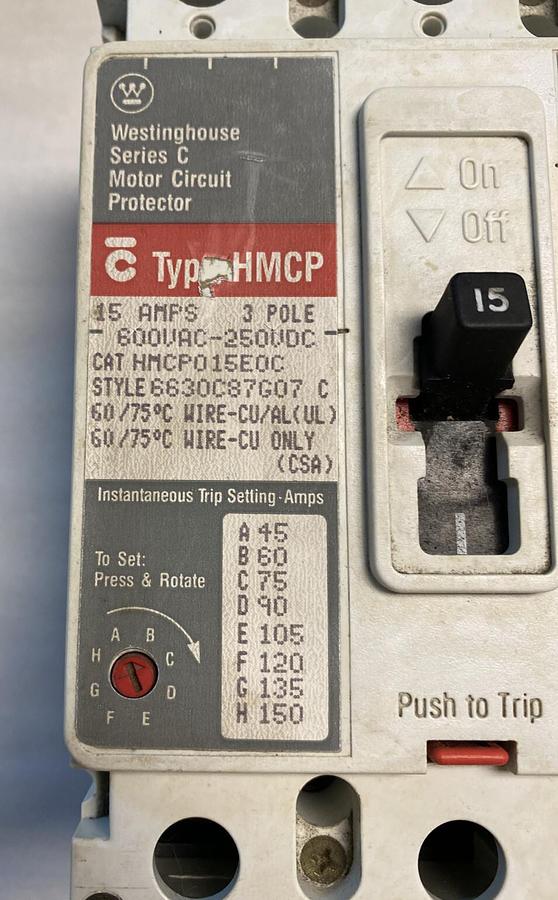 Westinghouse
Series C
Motor Circuit
Protector
Typ HMCP
15 AMPS 3 POLE
600VAC-250VDC
CAT HMCP015E0C
STYLE 6630C87G07 C
60/75°C WIRE-CU/AL(UL)
60/75°C WIRE-CU ONLY
(CSA)
Instantaneous Trip Setting-Amps
To Set:
Press & Rotate
A B
H C
G D
F E
A 45
B 60
C 75
D 90
E 105
F 120
G 135
H 150
On
Off
15
Push to Trip